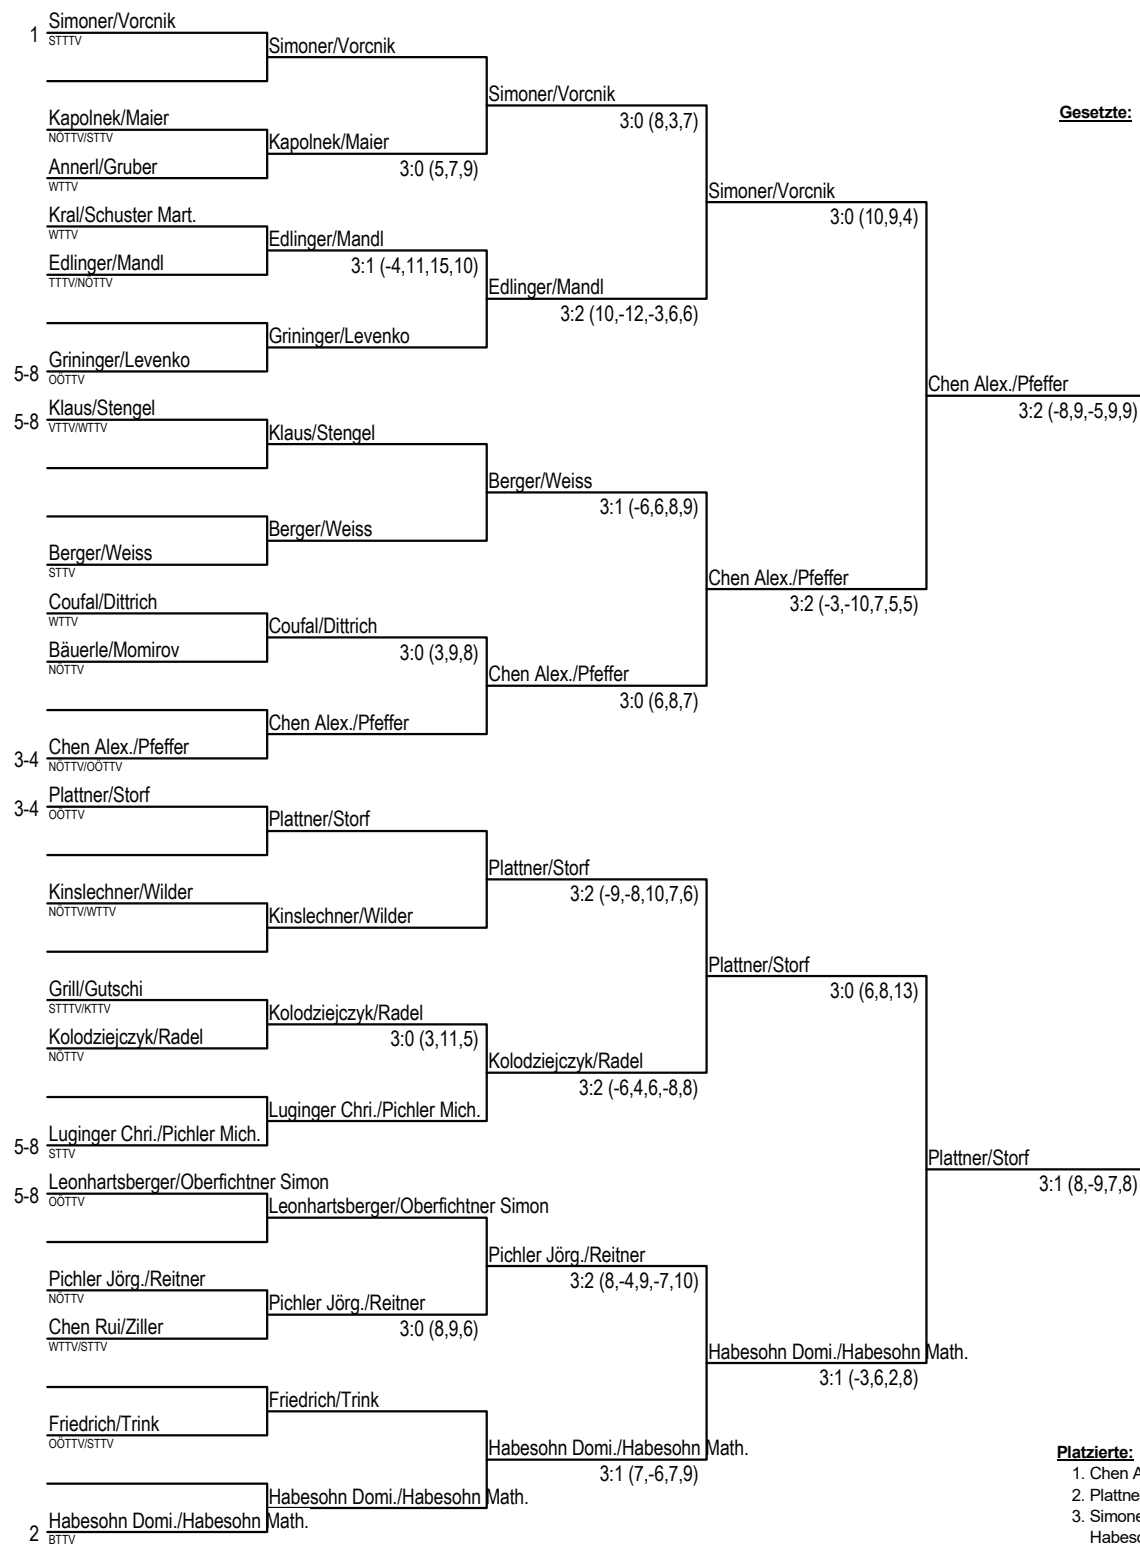 Simoner/Vorcnik
1
STTTV
Simoner/Vorcnik
Simoner/Vorcnik
3:0 (8,3,7)
Gesetzte:
Kapolnek/Maier
NÖTTV/STTV
Kapolnek/Maier
3:0 (5,7,9)
Annerl/Gruber
WTTV
Simoner/Vorcnik
3:0 (10,9,4)
Kral/Schuster Mart.
WTTV
Edlinger/Mandl
3:1 (-4,11,15,10)
Edlinger/Mandl
TTTV/NÖTTV
Edlinger/Mandl
3:2 (10,-12,-3,6,6)
Grininger/Levenko
Grininger/Levenko
5-8
OÖTTV
Chen Alex./Pfeffer
3:2 (-8,9,-5,9,9)
Klaus/Stengel
5-8
VTTV/WTTV
Klaus/Stengel
Berger/Weiss
3:1 (-6,6,8,9)
Berger/Weiss
Berger/Weiss
STTV
Chen Alex./Pfeffer
3:2 (-3,-10,7,5,5)
Coufal/Dittrich
WTTV
Coufal/Dittrich
3:0 (3,9,8)
Bäuerle/Momirov
NÖTTV
Chen Alex./Pfeffer
3:0 (6,8,7)
Chen Alex./Pfeffer
Chen Alex./Pfeffer
3-4
NÖTTV/OÖTTV
Plattner/Storf
3-4
OÖTTV
Plattner/Storf
Plattner/Storf
3:2 (-9,-8,10,7,6)
Kinslechner/Wilder
NÖTTV/WTTV
Kinslechner/Wilder
Plattner/Storf
3:0 (6,8,13)
Grill/Gutschi
STTTV/KTTV
Kolodziejczyk/Radel
3:0 (3,11,5)
Kolodziejczyk/Radel
NÖTTV
Kolodziejczyk/Radel
3:2 (-6,4,6,-8,8)
Luginger Chri./Pichler Mich.
Luginger Chri./Pichler Mich.
5-8
STTV
Plattner/Storf
3:1 (8,-9,7,8)
Leonhartsberger/Oberfichtner Simon
5-8
OÖTTV
Leonhartsberger/Oberfichtner Simon
Pichler Jörg./Reitner
3:2 (8,-4,9,-7,10)
Pichler Jörg./Reitner
NÖTTV
Pichler Jörg./Reitner
3:0 (8,9,6)
Chen Rui/Ziller
WTTV/STTV
Habesohn Domi./Habesohn Math.
3:1 (-3,6,2,8)
Friedrich/Trink
Friedrich/Trink
OÖTTV/STTV
Habesohn Domi./Habesohn Math.
3:1 (7,-6,7,9)
Habesohn Domi./Habesohn Math.
Habesohn Domi./Habesohn Math.
2
BTTV
Platzierte:
1. Chen A
2. Plattne
3. Simone
Habeso